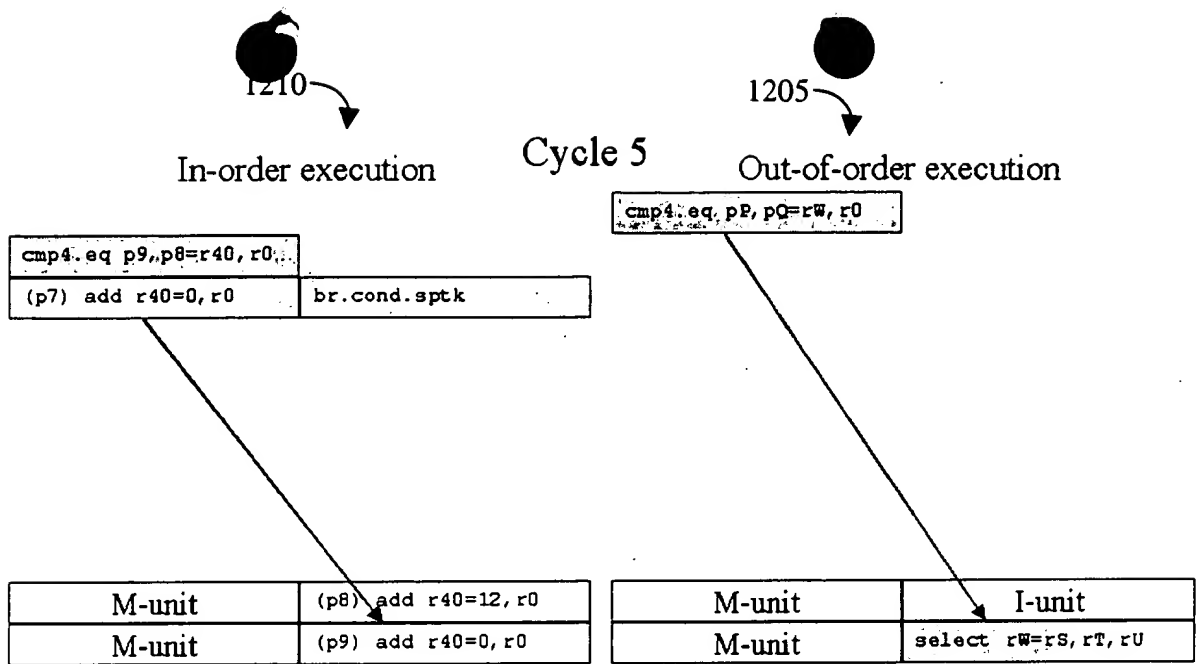 1210
1205
In-order execution
Cycle 5
Out-of-order execution
cmp4.eq pP, pQ=rW, r0
cmp4.eq p9, p8=r40, r0
(p7) add r40=0, r0
br.cond.sptk
M-unit
(p8) add r40=12, r0
M-unit
(p9) add r40=0, r0
M-unit
I-unit
M-unit
select rW=rS, rT, rU